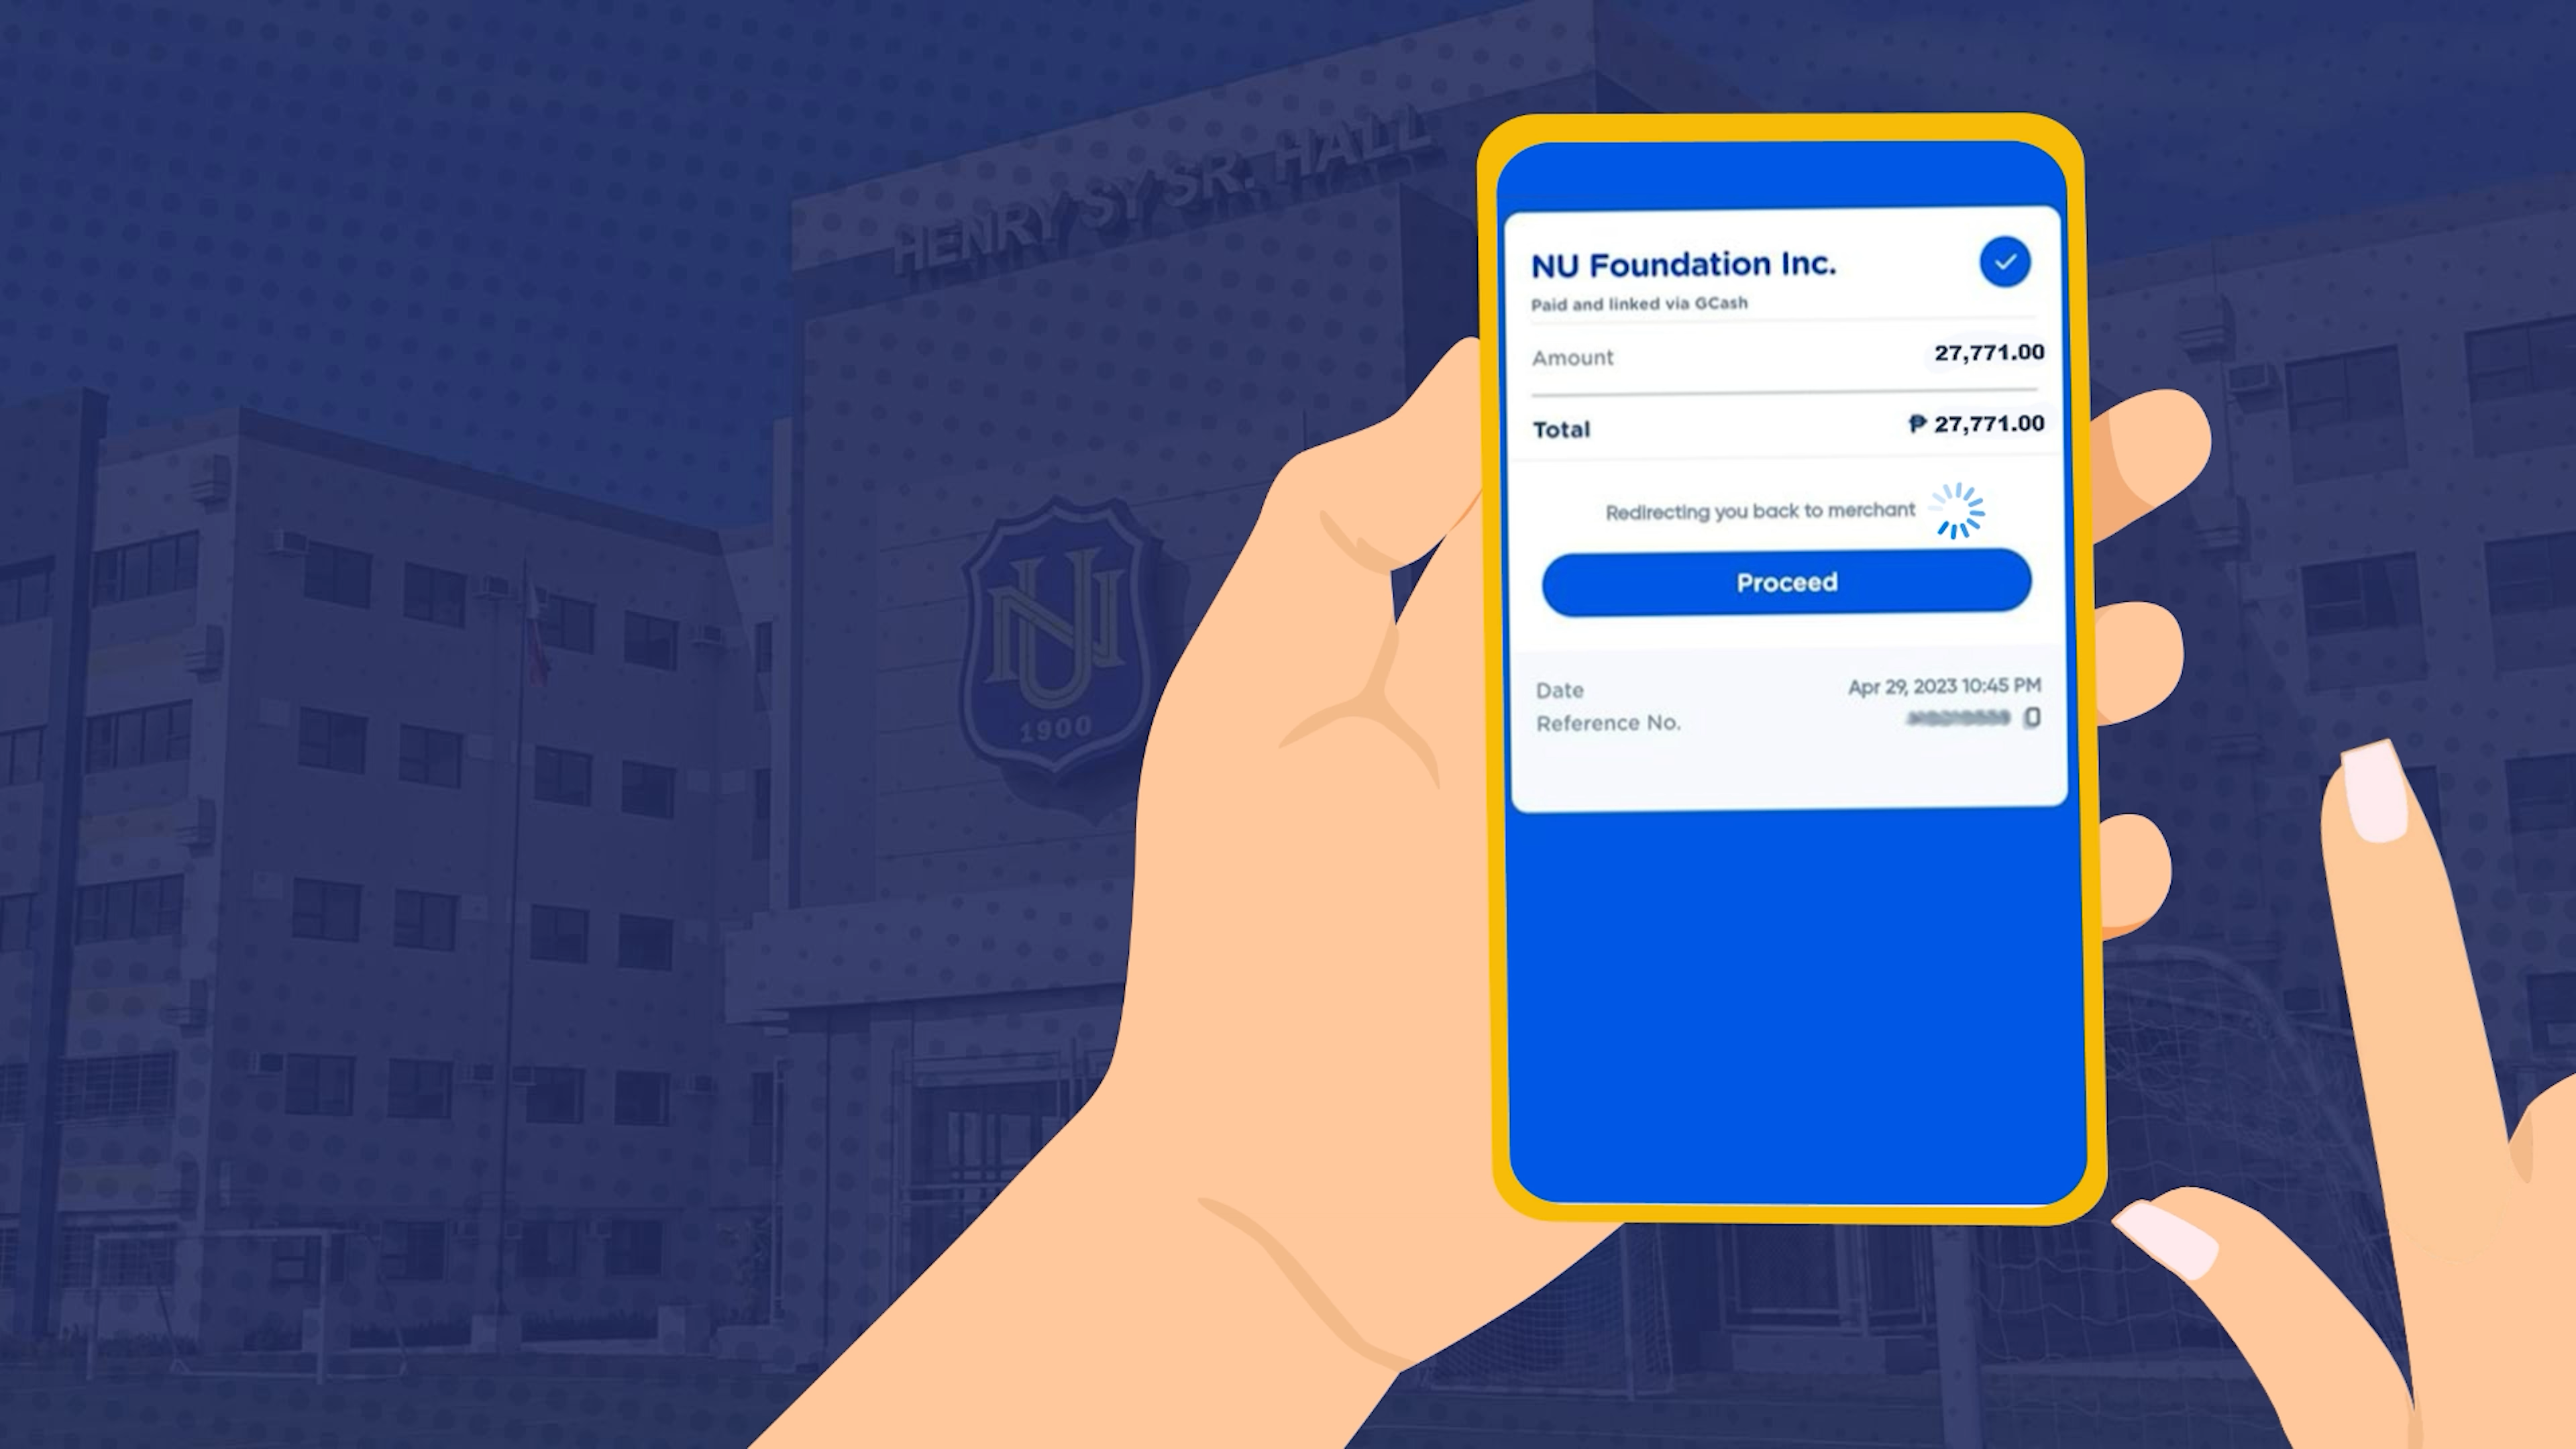 HENRY SY SR. HALL
NU
1900
NU Foundation Inc.
Paid and linked via GCash
Amount 27,771.00
Total ₱ 27,771.00
Redirecting you back to merchant
Proceed
Date Apr 29, 2023 10:45 PM
Reference No.